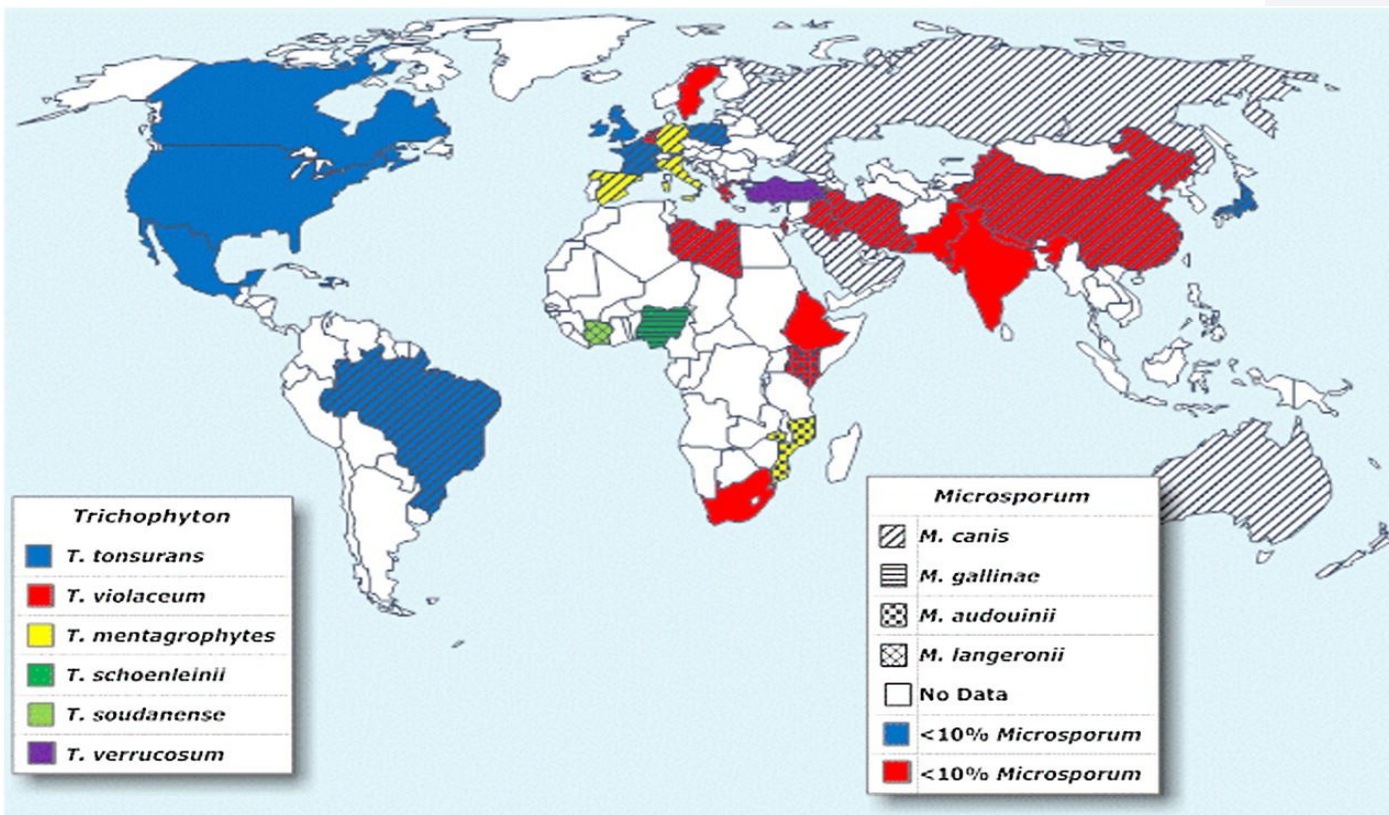 Trichophyton
T. tonsurans
T. violaceum
T. mentagrophytes
T. schoenleinii
T. soudanense
T. verrucosum
Microsporum
M. canis
M. gallinae
M. audouinii
M. langeronii
No Data
<10% Microsporum
<10% Microsporum